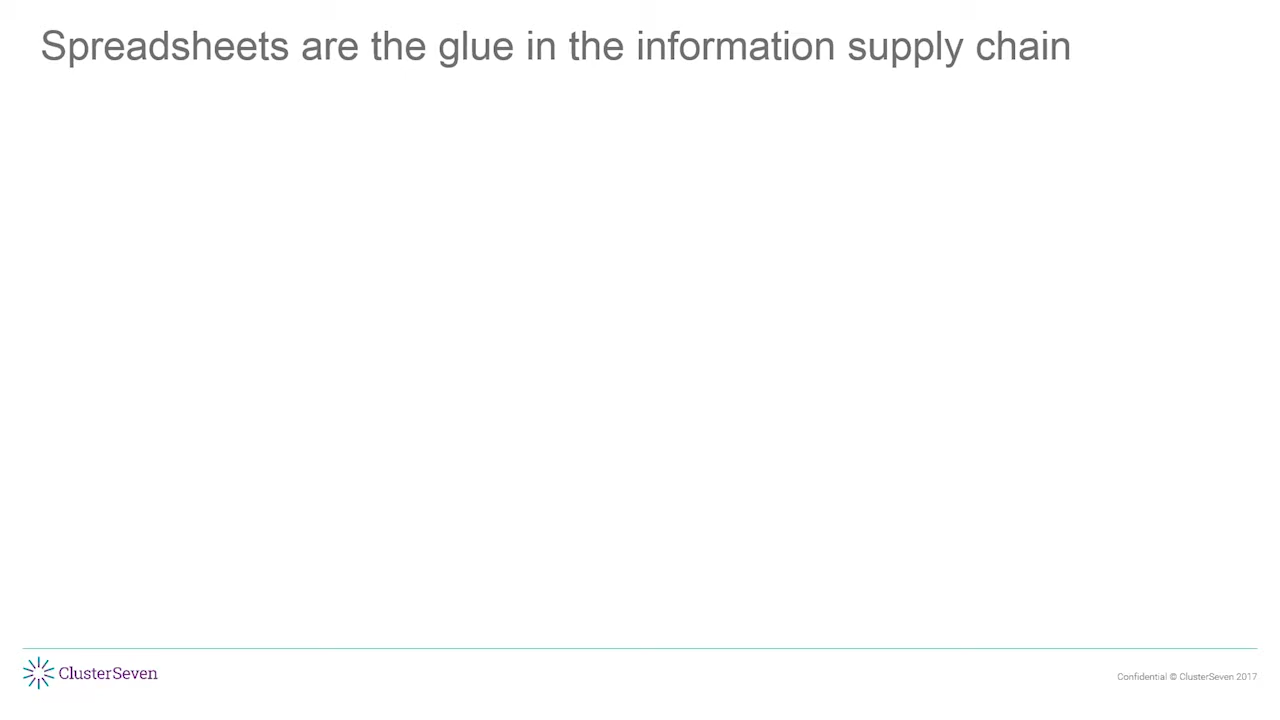 Spreadsheets are the glue in the information supply chain
ClusterSeven
Confidential © ClusterSeven 2017